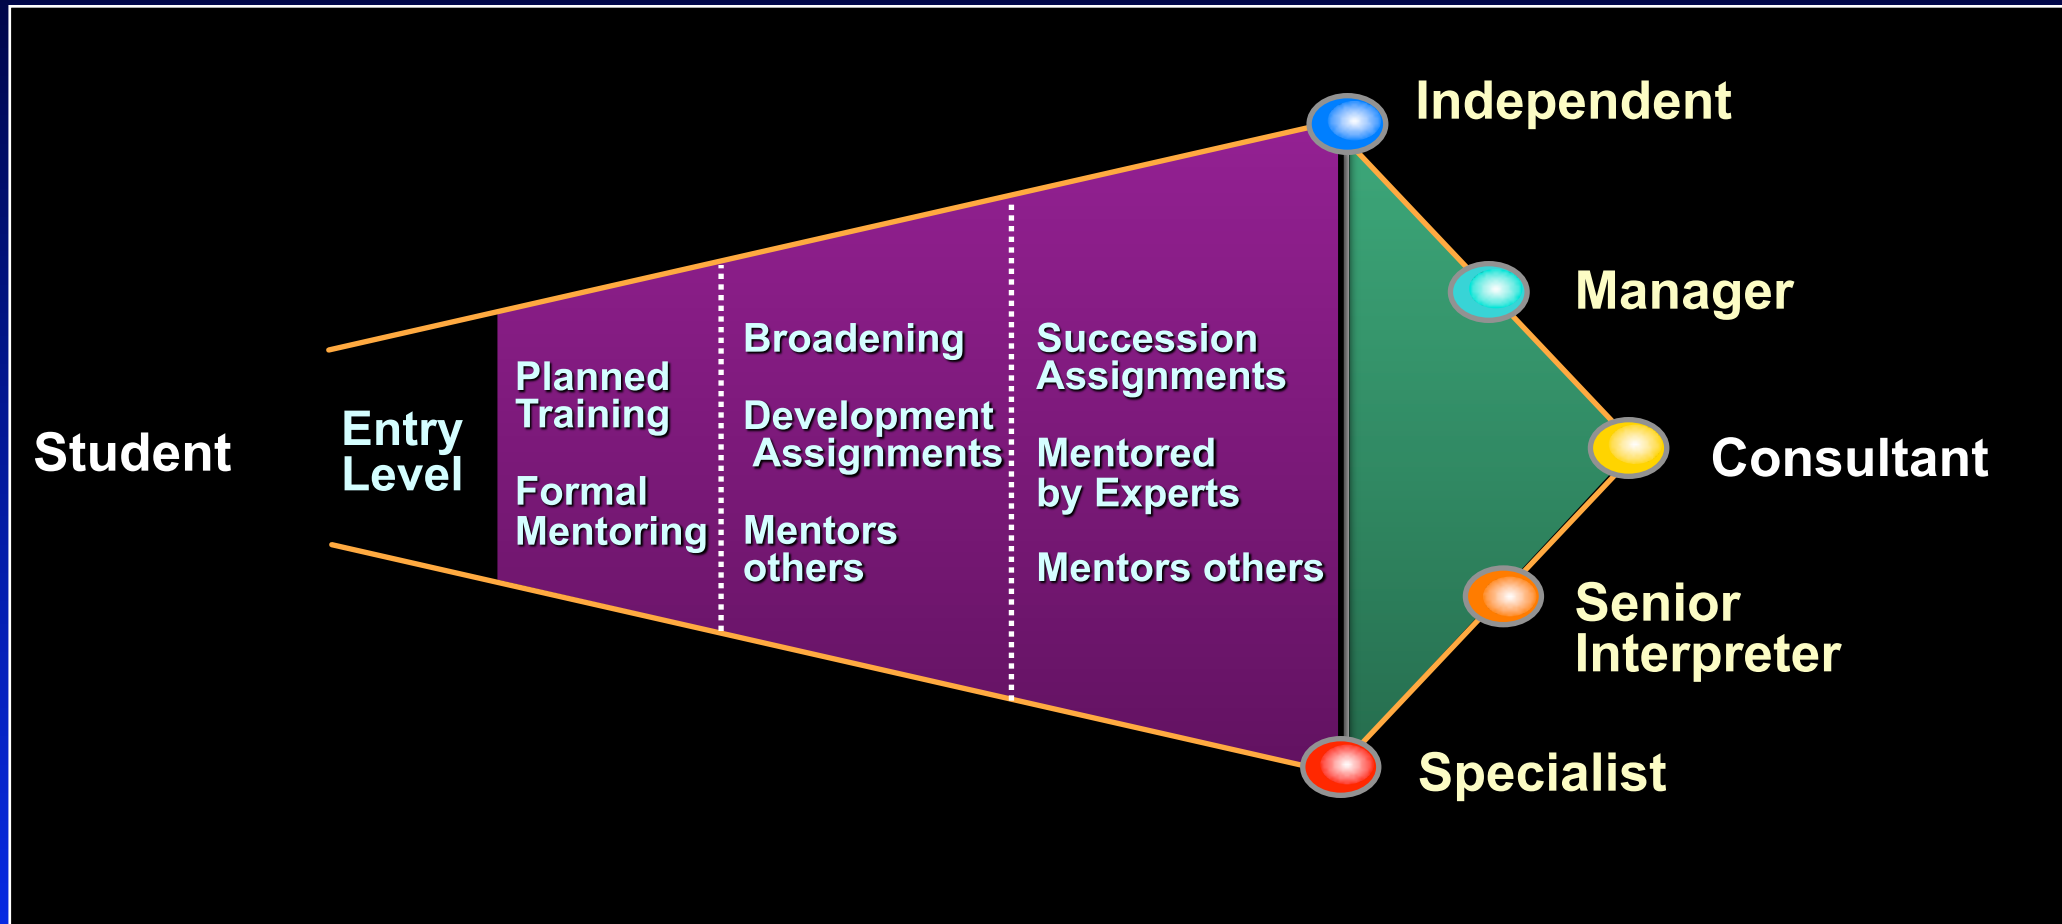 Student
Entry
Level
Planned
Training
Formal
Mentoring
Broadening
Development
Assignments
Mentors
others
Succession
Assignments
Mentored
by Experts
Mentors others
Independent
Manager
Consultant
Senior
Interpreter
Specialist